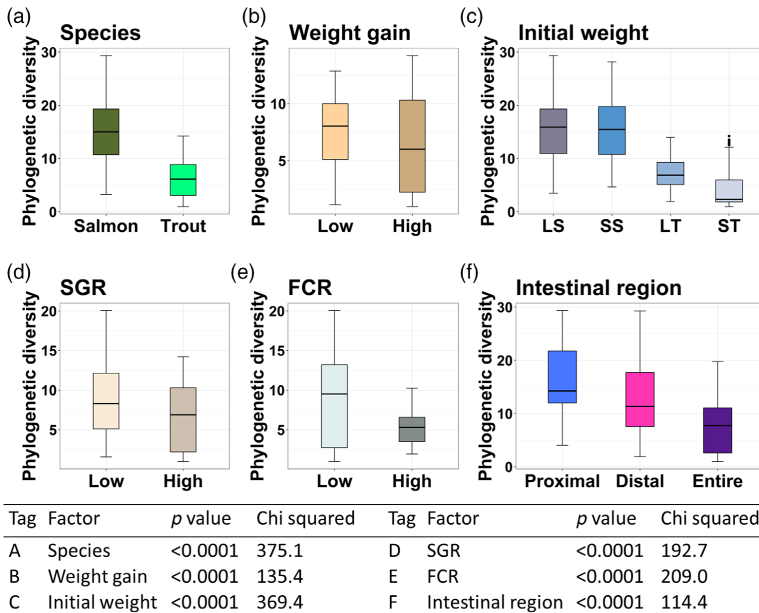 (a) Species
Phylogenetic diversity
30
20
10
0
Salmon Trout
(b) Weight gain
Phylogenetic diversity
10
5
Low High
(c) Initial weight
Phylogenetic diversity
30
20
10
0
LS SS LT ST
(d) SGR
Phylogenetic diversity
20
15
10
5
Low High
(e) FCR
Phylogenetic diversity
20
15
10
5
Low High
(f) Intestinal region
Phylogenetic diversity
30
20
10
0
Proximal Distal Entire
Tag Factor p value Chi squared Tag Factor p value Chi squared
A Species <0.0001 375.1 D SGR <0.0001 192.7
B Weight gain <0.0001 135.4 E FCR <0.0001 209.0
C Initial weight <0.0001 369.4 F Intestinal region <0.0001 114.4